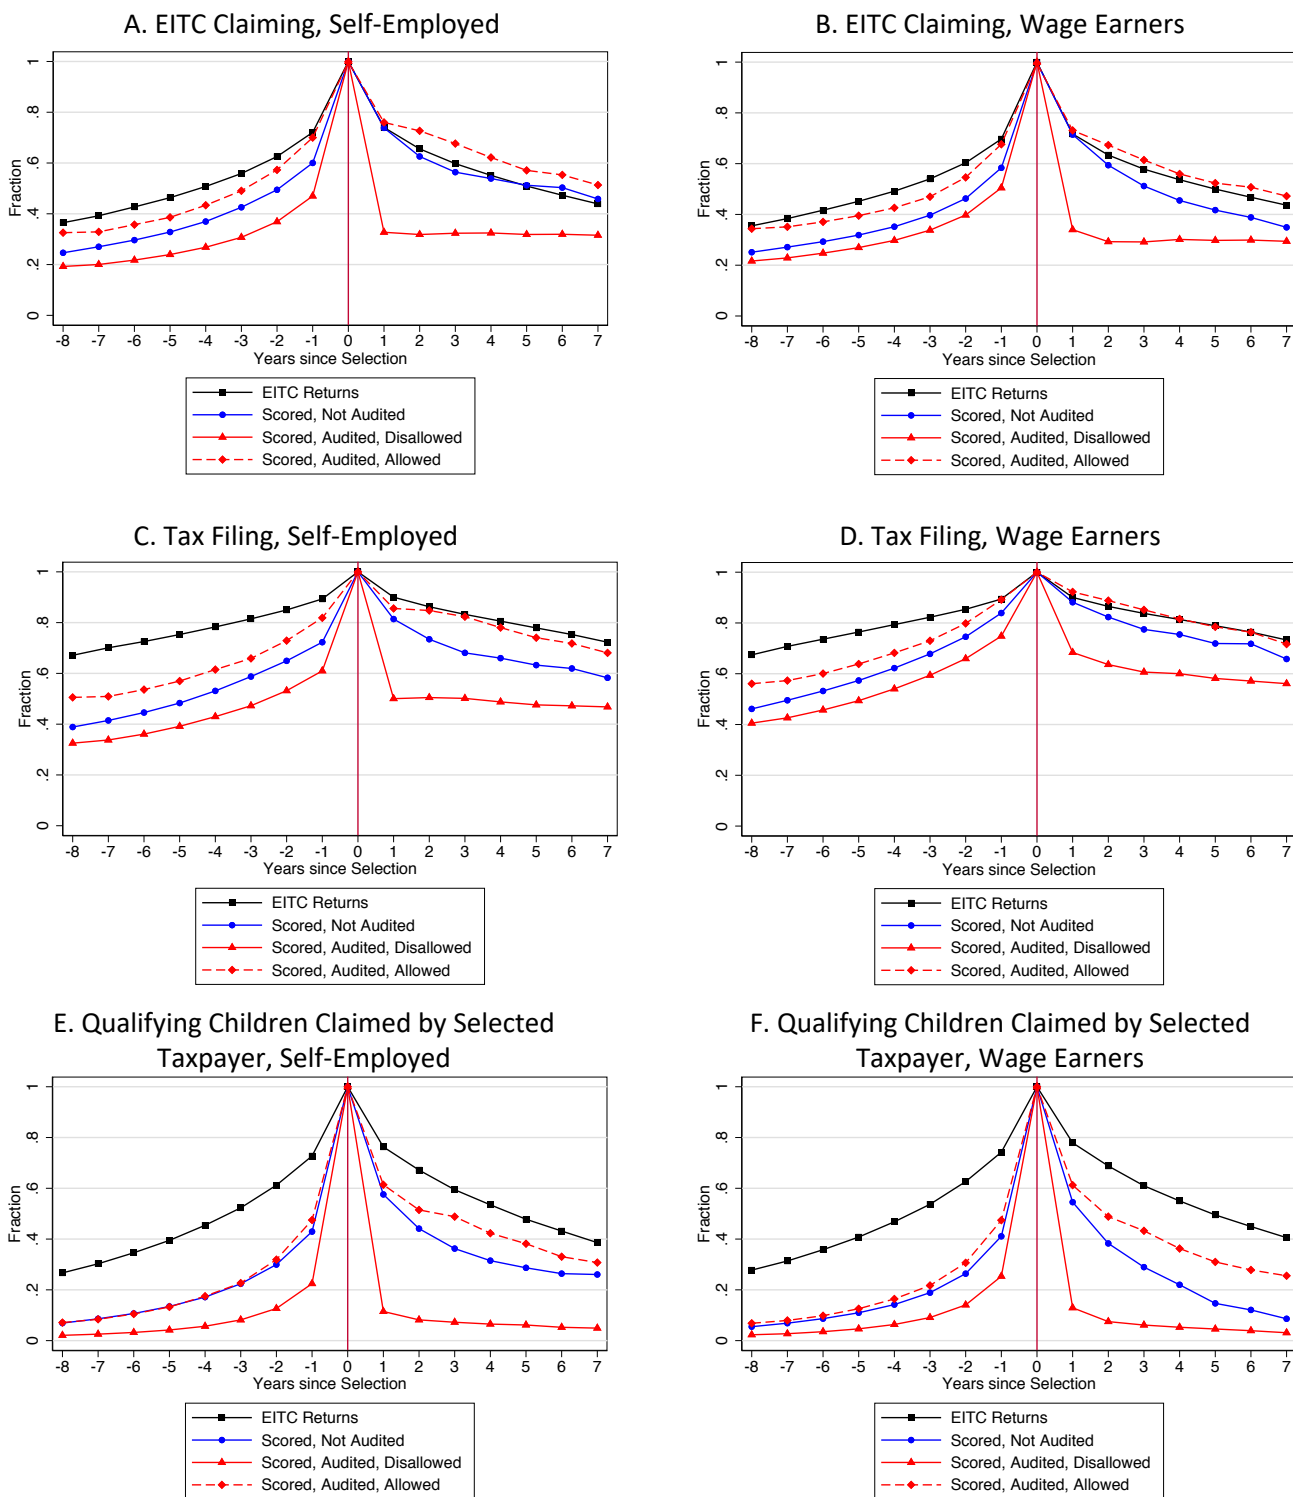 A. EITC Claiming, Self-Employed
Fraction
1
.8
.6
.4
.2
0
-8 -7 -6 -5 -4 -3 -2 -1 0 1 2 3 4 5 6 7
Years since Selection
EITC Returns
Scored, Not Audited
Scored, Audited, Disallowed
Scored, Audited, Allowed
B. EITC Claiming, Wage Earners
Fraction
1
.8
.6
.4
.2
0
-8 -7 -6 -5 -4 -3 -2 -1 0 1 2 3 4 5 6 7
Years since Selection
EITC Returns
Scored, Not Audited
Scored, Audited, Disallowed
Scored, Audited, Allowed
C. Tax Filing, Self-Employed
Fraction
1
.8
.6
.4
.2
0
-8 -7 -6 -5 -4 -3 -2 -1 0 1 2 3 4 5 6 7
Years since Selection
EITC Returns
Scored, Not Audited
Scored, Audited, Disallowed
Scored, Audited, Allowed
D. Tax Filing, Wage Earners
Fraction
1
.8
.6
.4
.2
0
-8 -7 -6 -5 -4 -3 -2 -1 0 1 2 3 4 5 6 7
Years since Selection
EITC Returns
Scored, Not Audited
Scored, Audited, Disallowed
Scored, Audited, Allowed
E. Qualifying Children Claimed by Selected
Taxpayer, Self-Employed
Fraction
1
.8
.6
.4
.2
0
-8 -7 -6 -5 -4 -3 -2 -1 0 1 2 3 4 5 6 7
Years since Selection
EITC Returns
Scored, Not Audited
Scored, Audited, Disallowed
Scored, Audited, Allowed
F. Qualifying Children Claimed by Selected
Taxpayer, Wage Earners
Fraction
1
.8
.6
.4
.2
0
-8 -7 -6 -5 -4 -3 -2 -1 0 1 2 3 4 5 6 7
Years since Selection
EITC Returns
Scored, Not Audited
Scored, Audited, Disallowed
Scored, Audited, Allowed